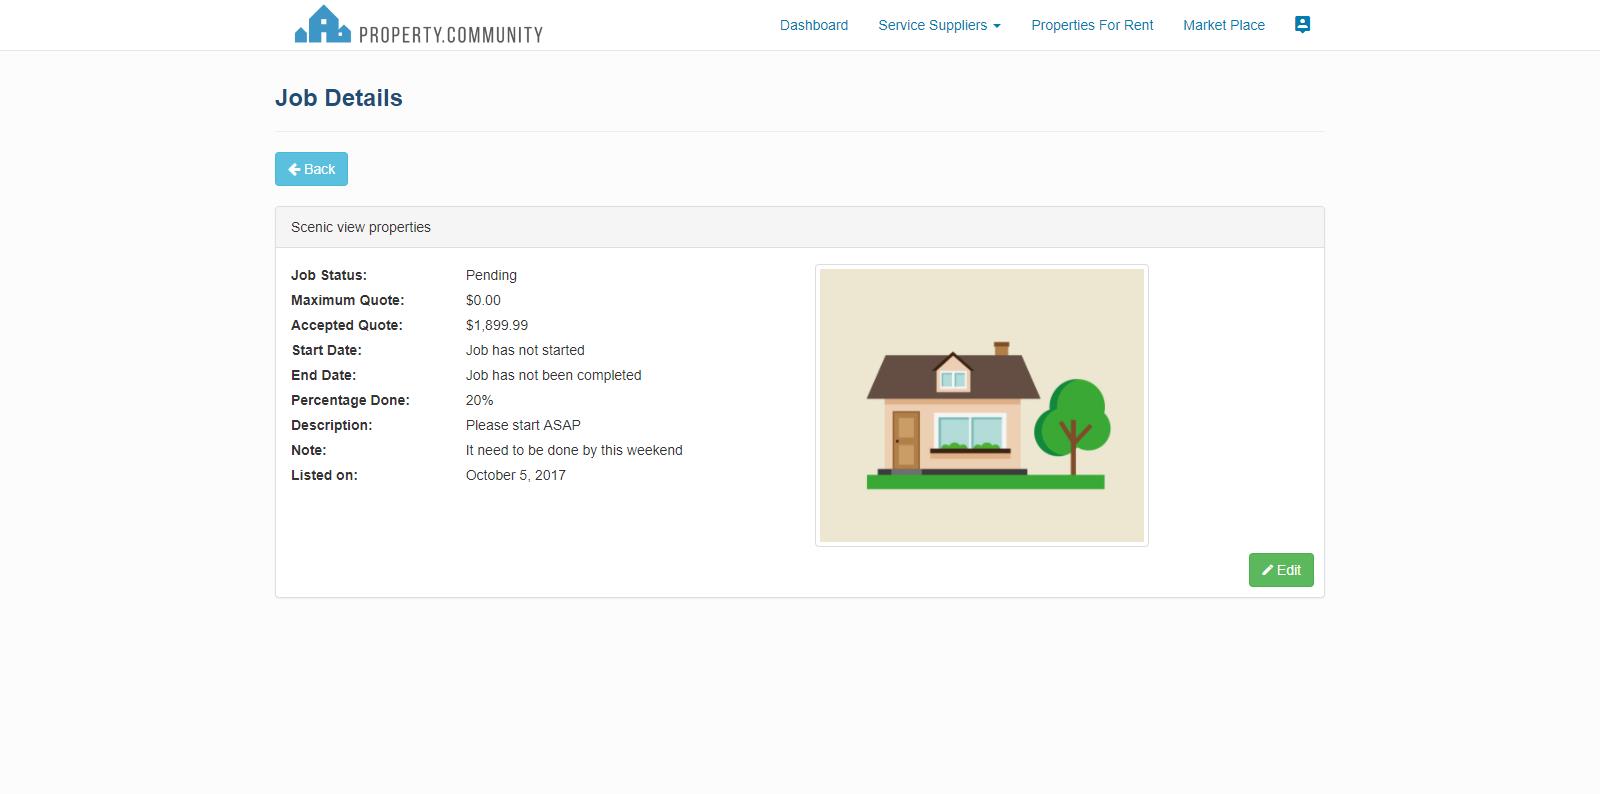 PROPERTY.COMMUNITY
Dashboard
Service Suppliers
Properties For Rent
Market Place
Job Details
Back
Scenic view properties
Job Status: Pending
Maximum Quote: $0.00
Accepted Quote: $1,899.99
Start Date: Job has not started
End Date: Job has not been completed
Percentage Done: 20%
Description: Please start ASAP
Note: It need to be done by this weekend
Listed on: October 5, 2017
Edit